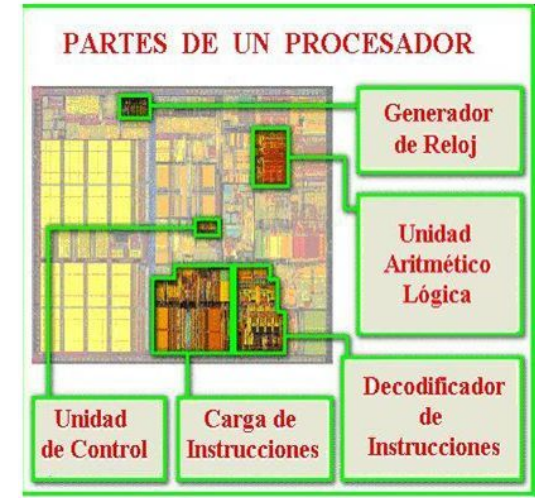 PARTES DE UN PROCESADOR
Generador
de Reloj
Unidad
Aritmético
Lógica
Decodificador
de
Instrucciones
Carga de
Instrucciones
Unidad
de Control